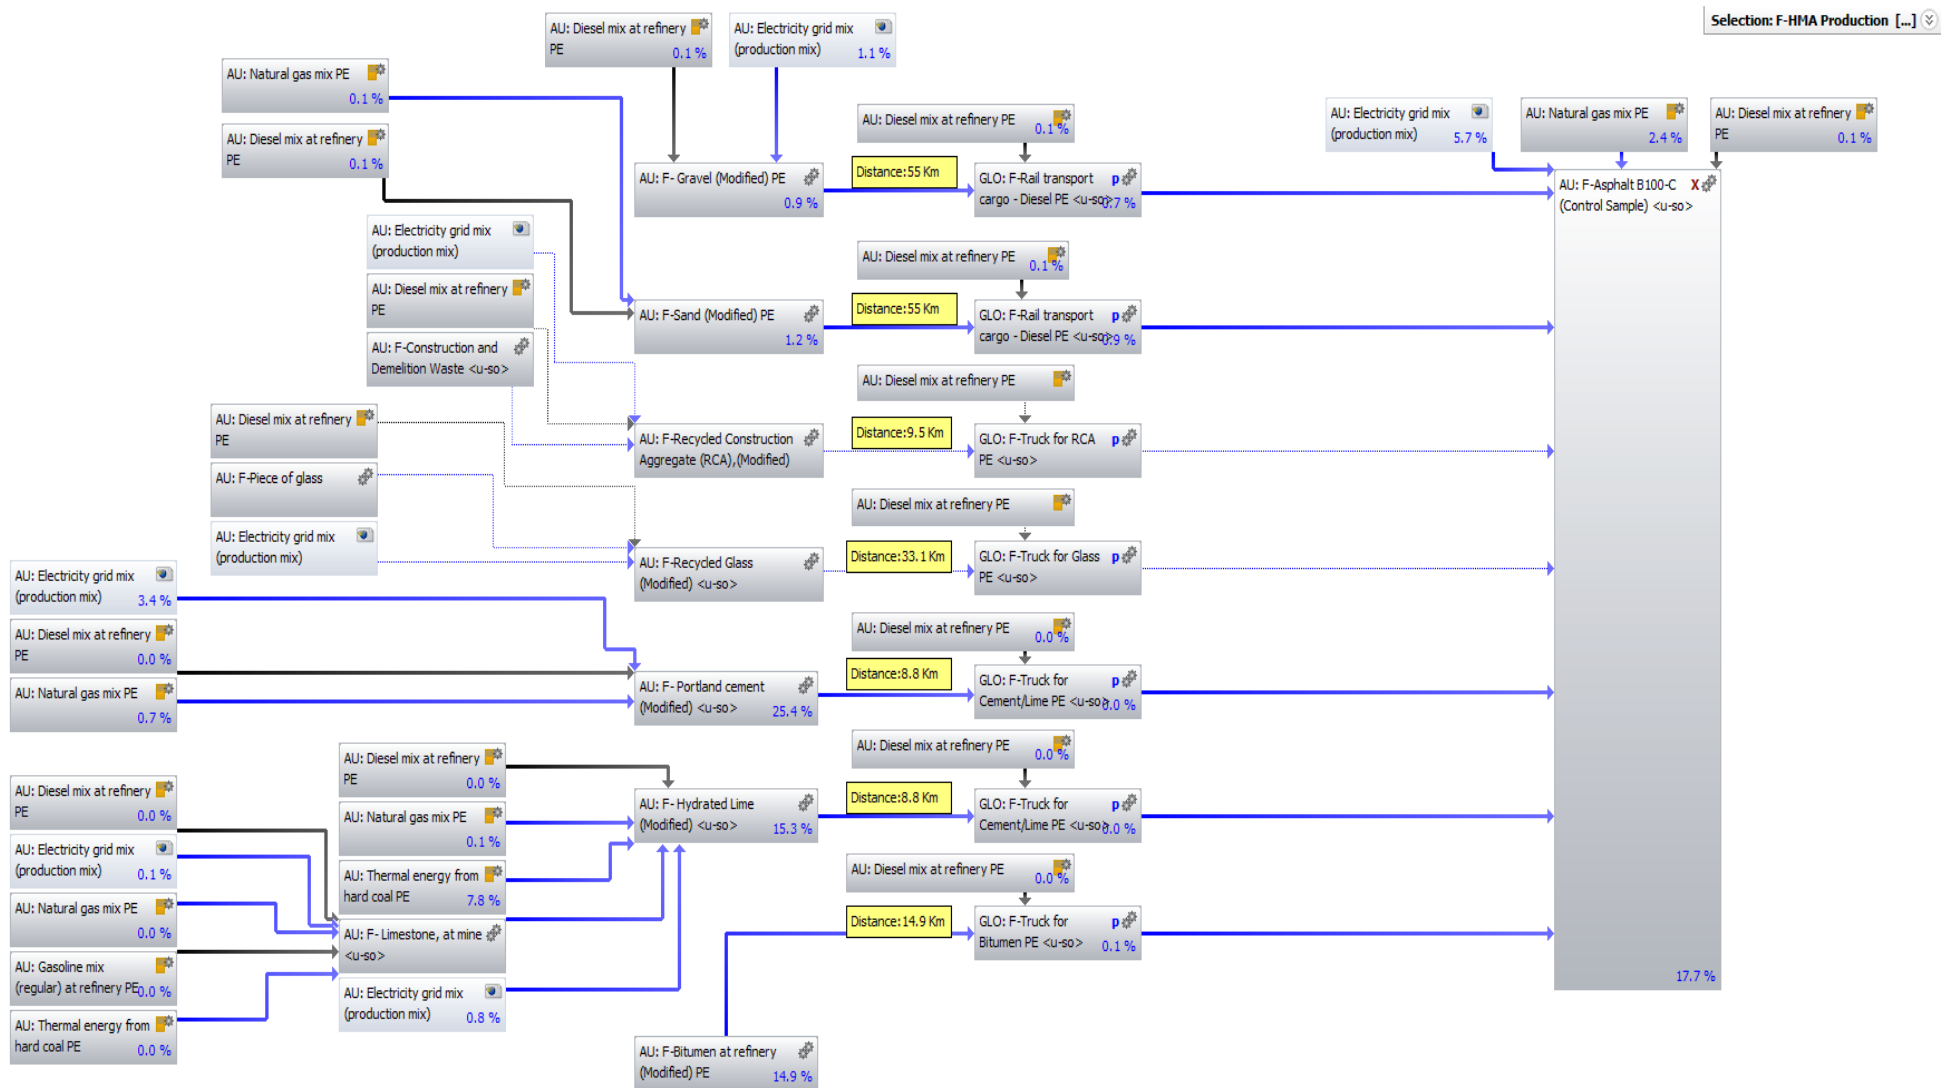 Selection: F-HMA Production [...]
AU: Diesel mix at refinery
PE
0.1 %
AU: Electricity grid mix
(production mix)
1.1 %
AU: Natural gas mix PE
0.1 %
AU: Diesel mix at refinery
PE
0.1 %
AU: Diesel mix at refinery PE
0.1 %
AU: F- Gravel (Modified) PE
0.9 %
Distance:55 Km
GLO: F-Rail transport
cargo - Diesel PE <u-so>
0.7 %
AU: Electricity grid mix
(production mix)
5.7 %
AU: Natural gas mix PE
2.4 %
AU: Diesel mix at refinery
PE
0.1 %
AU: F-Asphalt B100-C
(Control Sample) <u-so>
X
17.7 %
AU: Electricity grid mix
(production mix)
AU: Diesel mix at refinery
PE
AU: F-Construction and
Demelition Waste <u-so>
AU: Diesel mix at refinery PE
0.1 %
AU: F-Sand (Modified) PE
1.2 %
Distance:55 Km
GLO: F-Rail transport
cargo - Diesel PE <u-so>
0.9 %
AU: Diesel mix at refinery PE
AU: F-Recycled Construction
Aggregate (RCA),(Modified)
Distance:9.5 Km
GLO: F-Truck for RCA
PE <u-so>
AU: Diesel mix at refinery
PE
AU: F-Piece of glass
AU: Electricity grid mix
(production mix)
AU: Diesel mix at refinery PE
AU: F-Recycled Glass
(Modified) <u-so>
Distance:33.1 Km
GLO: F-Truck for Glass
PE <u-so>
AU: Electricity grid mix
(production mix)
3.4 %
AU: Diesel mix at refinery
PE
0.0 %
AU: Natural gas mix PE
0.7 %
AU: Diesel mix at refinery PE
0.0 %
AU: F- Portland cement
(Modified) <u-so>
25.4 %
Distance:8.8 Km
GLO: F-Truck for
Cement/Lime PE <u-so>
0.0 %
AU: Diesel mix at refinery
PE
0.0 %
AU: Natural gas mix PE
0.1 %
AU: Thermal energy from
hard coal PE
7.8 %
AU: Diesel mix at refinery PE
0.0 %
AU: F- Hydrated Lime
(Modified) <u-so>
15.3 %
Distance:8.8 Km
GLO: F-Truck for
Cement/Lime PE <u-so>
0.0 %
AU: Diesel mix at refinery
PE
0.0 %
AU: Electricity grid mix
(production mix)
0.1 %
AU: Natural gas mix PE
0.0 %
AU: Gasoline mix
(regular) at refinery PE
0.0 %
AU: Thermal energy from
hard coal PE
0.0 %
AU: F- Limestone, at mine
<u-so>
AU: Electricity grid mix
(production mix)
0.8 %
AU: Diesel mix at refinery PE
0.0 %
Distance:14.9 Km
GLO: F-Truck for
Bitumen PE <u-so>
0.1 %
AU: F-Bitumen at refinery
(Modified) PE
14.9 %
p
p
p
p
p
p
p